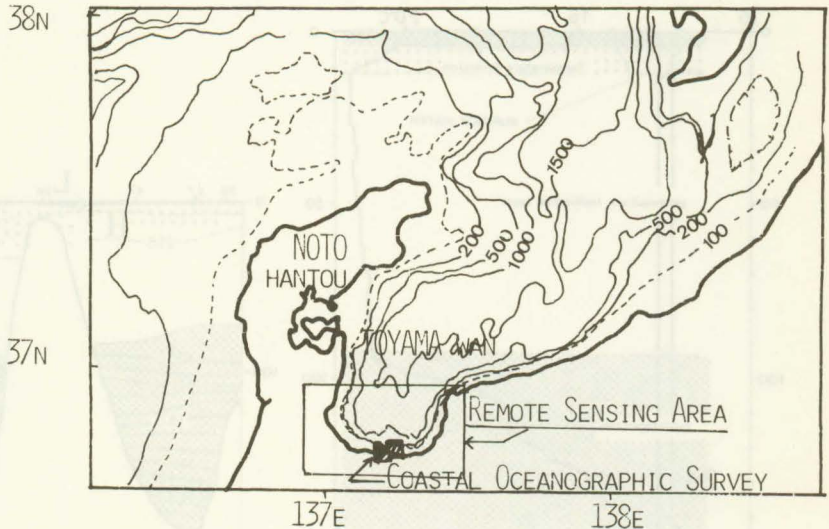 38N
1500
200
500
1000
500
200
100
NOTO
HANTOU
TOYAMA WAN
37N
REMOTE SENSING AREA
COASTAL OCEANOGRAPHIC SURVEY
137E
138E